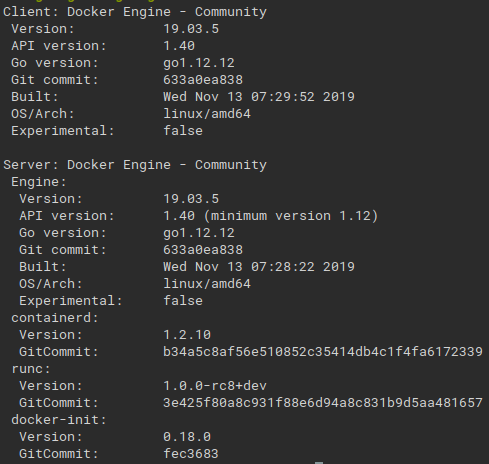 Client: Docker Engine - Community
 Version:           19.03.5
 API version:       1.40
 Go version:        go1.12.12
 Git commit:        633a0ea838
 Built:             Wed Nov 13 07:29:52 2019
 OS/Arch:           linux/amd64
 Experimental:      false

Server: Docker Engine - Community
 Engine:
  Version:          19.03.5
  API version:      1.40 (minimum version 1.12)
  Go version:       go1.12.12
  Git commit:       633a0ea838
  Built:            Wed Nov 13 07:28:22 2019
  OS/Arch:          linux/amd64
  Experimental:     false
 containerd:
  Version:          1.2.10
  GitCommit:        b34a5c8af56e510852c35414db4c1f4fa6172339
 runc:
  Version:          1.0.0-rc8+dev
  GitCommit:        3e425f80a8c931f88e6d94a8c831b9d5aa481657
 docker-init:
  Version:          0.18.0
  GitCommit:        fec3683